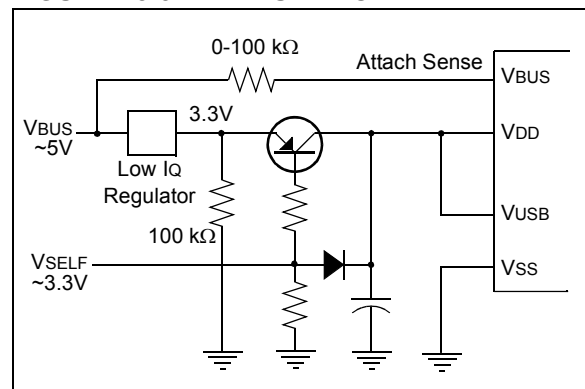 0-100 kΩ
Attach Sense
VBUS
VBUS
~5V
3.3V
VDD
Low IQ
Regulator
100 kΩ
VUSB
VSELF
~3.3V
VSS